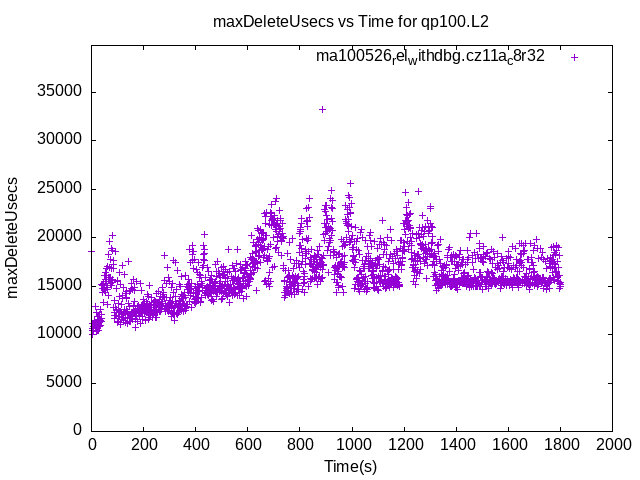 maxDeleteUsecs vs Time for qp100.L2
ma100526relwithdbg.cz11ac8r32
35000
30000
25000
20000
15000
10000
5000
0
maxDeleteUsecs
0 200 400 600 800 1000 1200 1400 1600 1800 2000
Time(s)